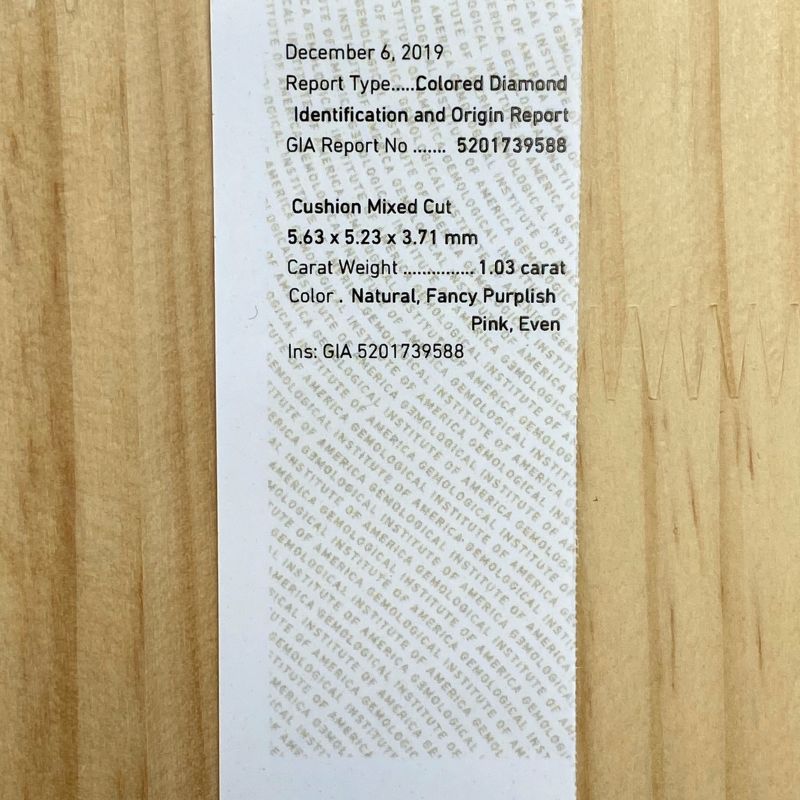 December 6, 2019
Report Type.....Colored Diamond
Identification and Origin Report
GIA Report No ....... 5201739588
Cushion Mixed Cut
5.63 x 5.23 x 3.71 mm
Carat Weight ............... 1.03 carat
Color . Natural, Fancy Purplish
Pink, Even
Ins: GIA 5201739588
GEMOLOGICAL INSTITUTE OF AMERICA